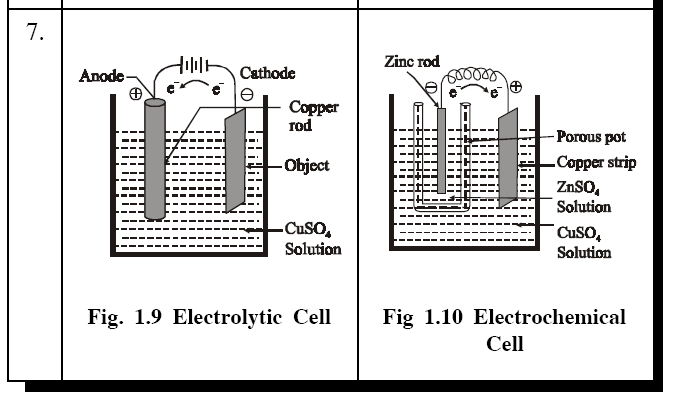 7.
Anode
Cathode
⊕
e⁻
e⁻
⊖
Copper
rod
Object
CuSO₄
Solution
Fig. 1.9 Electrolytic Cell
Zinc rod
⊖
e⁻
e⁻
⊕
Porous pot
Copper strip
ZnSO₄
Solution
CuSO₄
Solution
Fig 1.10 Electrochemical
Cell